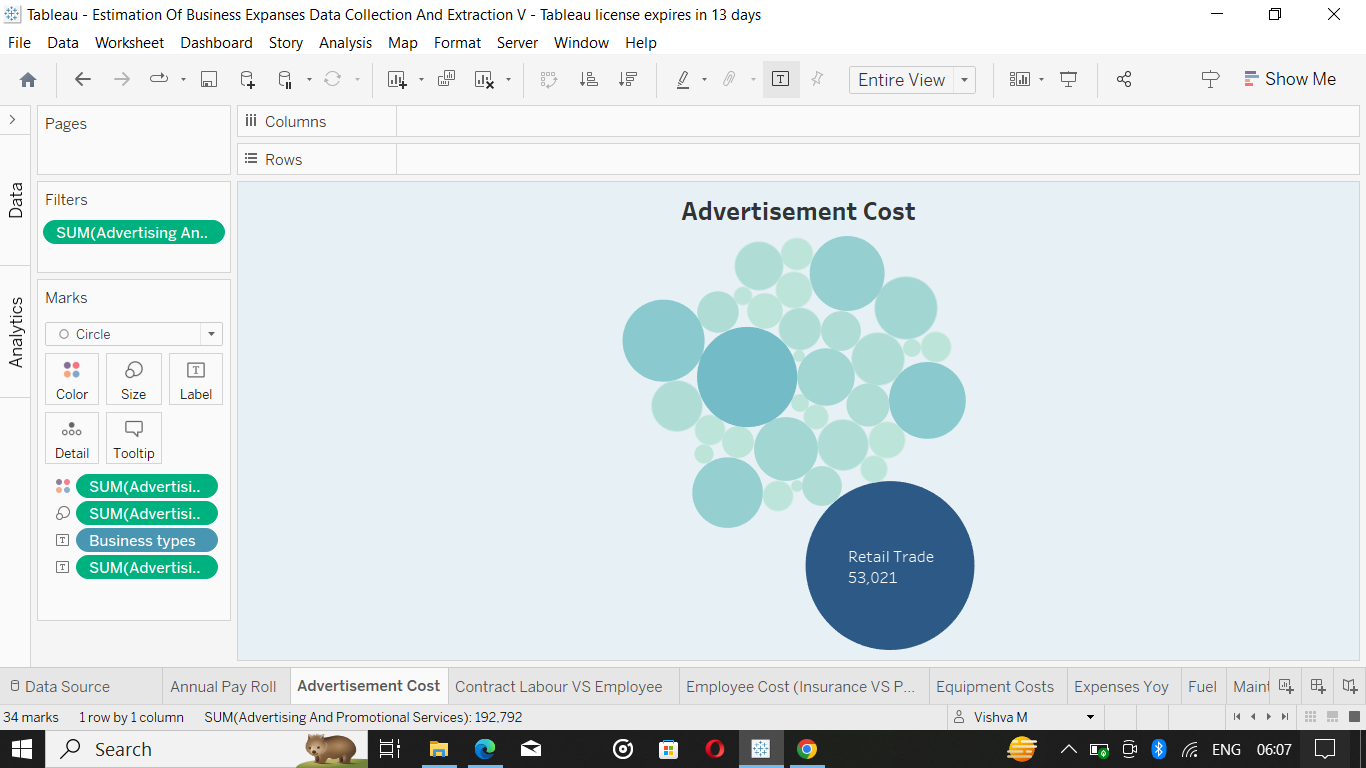 Tableau - Estimation Of Business Expanses Data Collection And Extraction V - Tableau license expires in 13 days
File Data Worksheet Dashboard Story Analysis Map Format Server Window Help
Entire View
Show Me
Data
Analytics
Pages
Columns
Rows
Filters
SUM(Advertising An..
Marks
Circle
Color Size Label
Detail Tooltip
SUM(Advertisi..
SUM(Advertisi..
Business types
SUM(Advertisi..
Advertisement Cost
Retail Trade
53,021
Data Source Annual Pay Roll Advertisement Cost Contract Labour VS Employee Employee Cost (Insurance VS P... Equipment Costs Expenses Yoy Fuel Maint
34 marks 1 row by 1 column SUM(Advertising And Promotional Services): 192,792 Vishva M
Search ENG 06:07